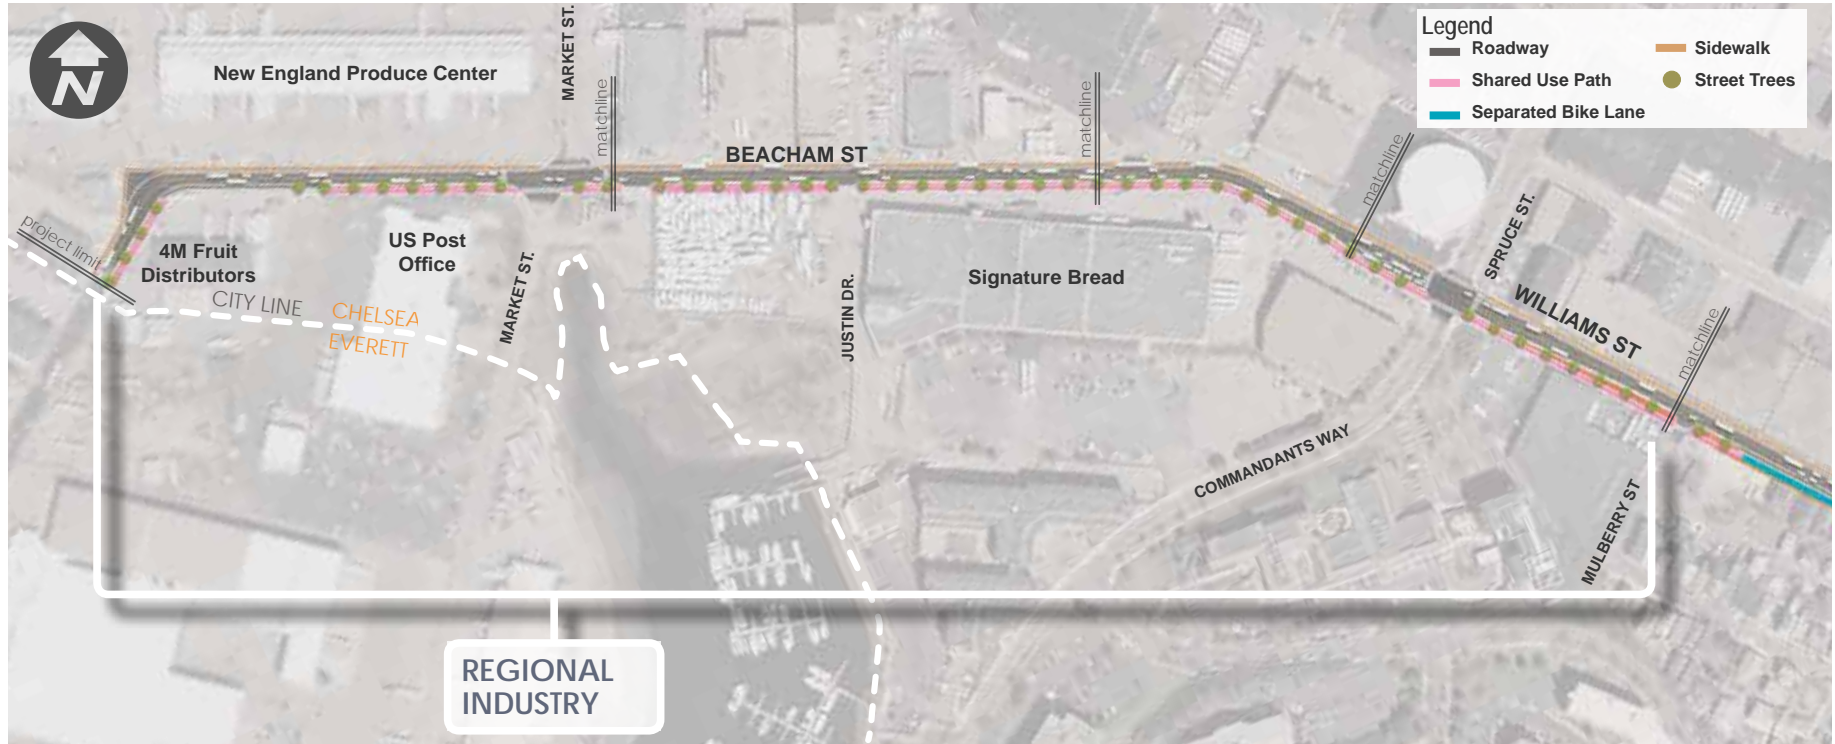 N
New England Produce Center
MARKET ST.
matchline
BEACHAM ST
matchline
Legend
Roadway
Sidewalk
Shared Use Path
Street Trees
Separated Bike Lane
matchline
SPRUCE ST.
project limit
4M Fruit
Distributors
US Post
Office
MARKET ST.
CITY LINE
CHELSEA
EVERETT
JUSTIN DR.
Signature Bread
WILLIAMS ST
matchline
COMMANDANTS WAY
MULBERRY ST
REGIONAL
INDUSTRY